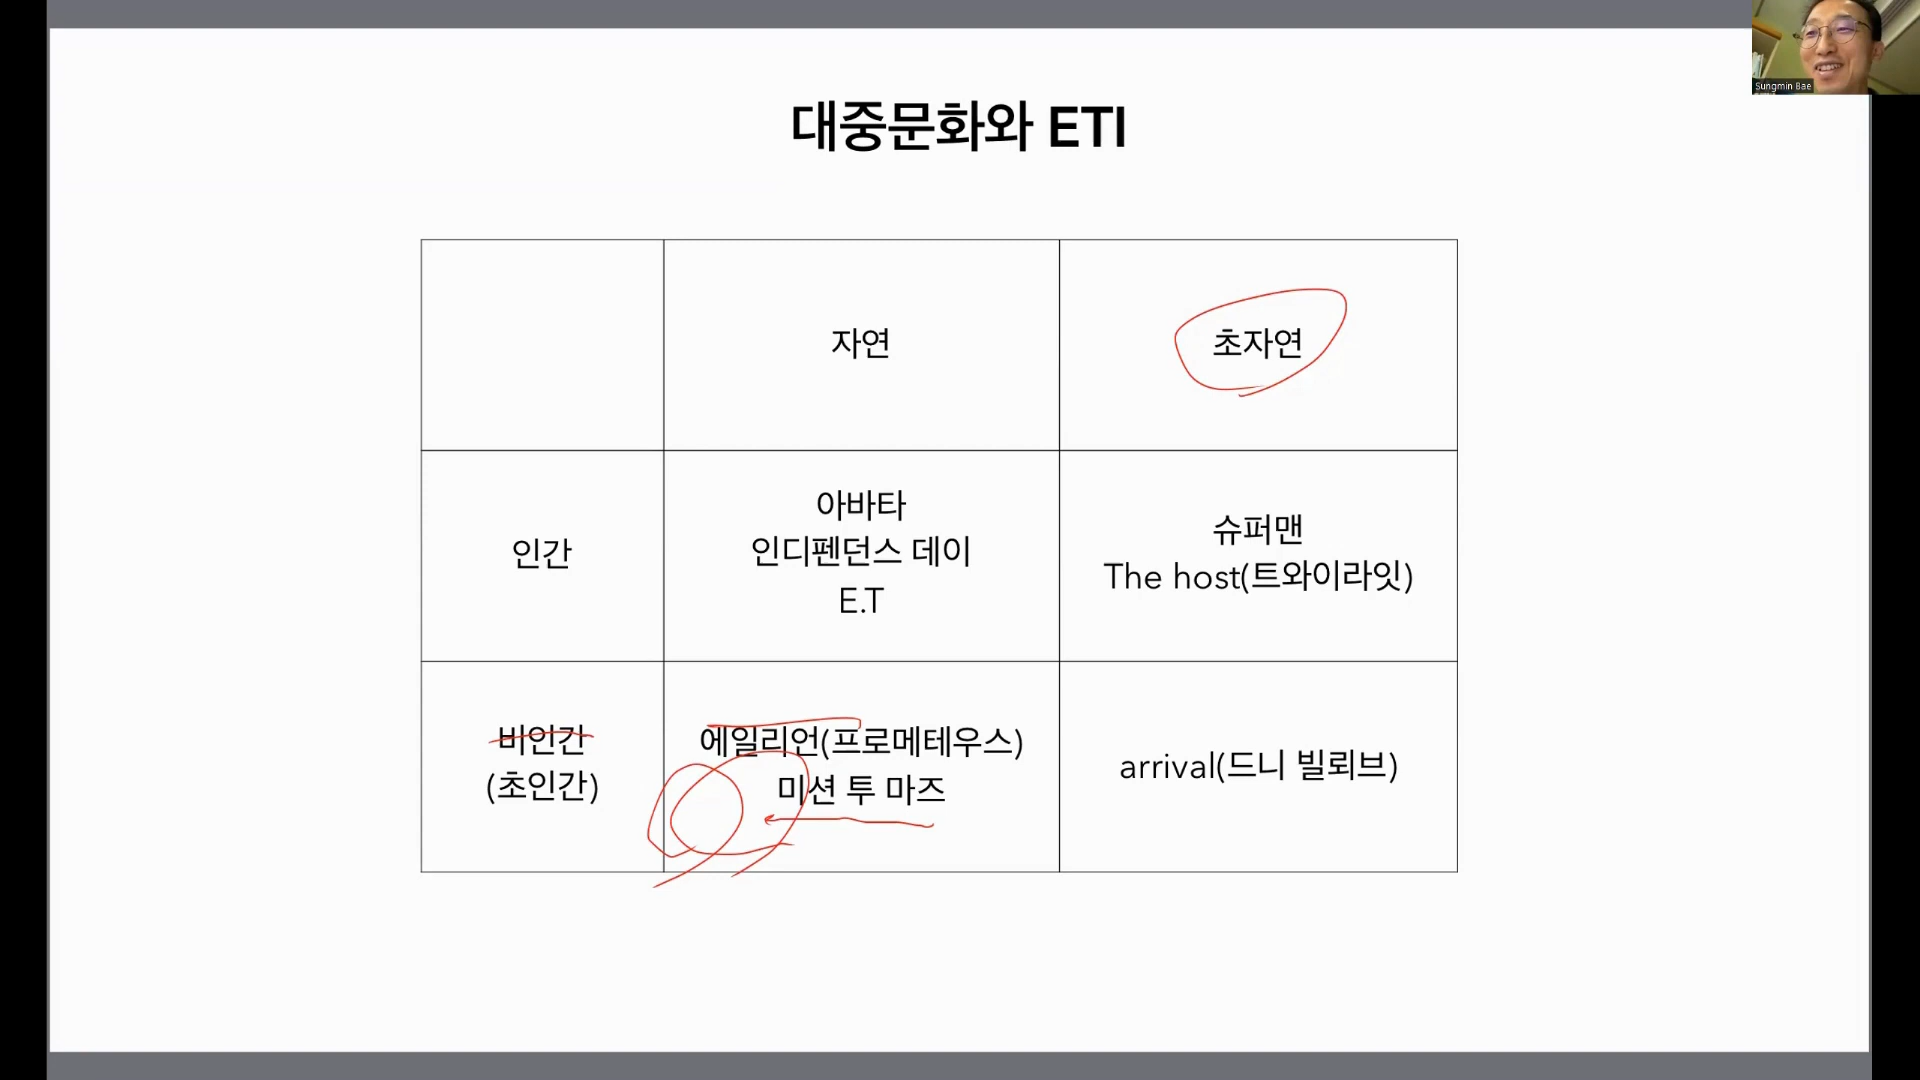 Sungmin Bae
대중문화와 ETI
자연
초자연
인간
아바타
인디펜던스 데이
E.T
슈퍼맨
The host(트와이라잇)
비인간
(초인간)
에일리언(프로메테우스)
미션 투 마즈
arrival(드니 빌뢰브)